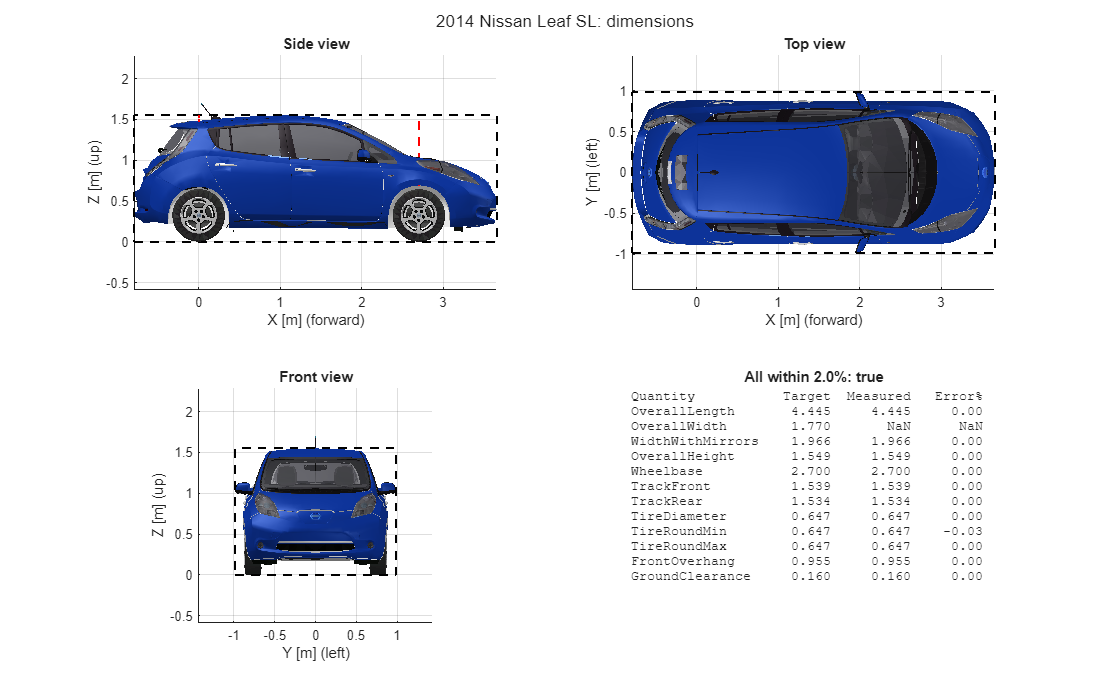 2014 Nissan Leaf SL: dimensions
Side view
2
1.5
1
0.5
0
-0.5
Z [m] (up)
0 1 2 3
X [m] (forward)
Top view
1
0.5
0
-0.5
-1
Y [m] (left)
0 1 2 3
X [m] (forward)
Front view
2
1.5
1
0.5
0
-0.5
Z [m] (up)
-1 -0.5 0 0.5 1
Y [m] (left)
All within 2.0%: true
Quantity Target Measured Error%
OverallLength 4.445 4.445 0.00
OverallWidth 1.770 NaN NaN
WidthWithMirrors 1.966 1.966 0.00
OverallHeight 1.549 1.549 0.00
Wheelbase 2.700 2.700 0.00
TrackFront 1.539 1.539 0.00
TrackRear 1.534 1.534 0.00
TireDiameter 0.647 0.647 0.00
TireRoundMin 0.647 0.647 -0.03
TireRoundMax 0.647 0.647 0.00
FrontOverhang 0.955 0.955 0.00
GroundClearance 0.160 0.160 0.00